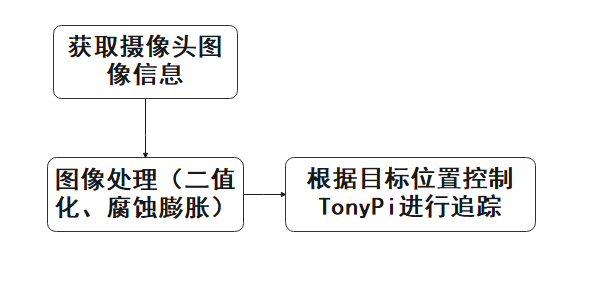 获取摄像头图
像信息
图像处理（二值
化、腐蚀膨胀）
根据目标位置控制
TonyPi进行追踪